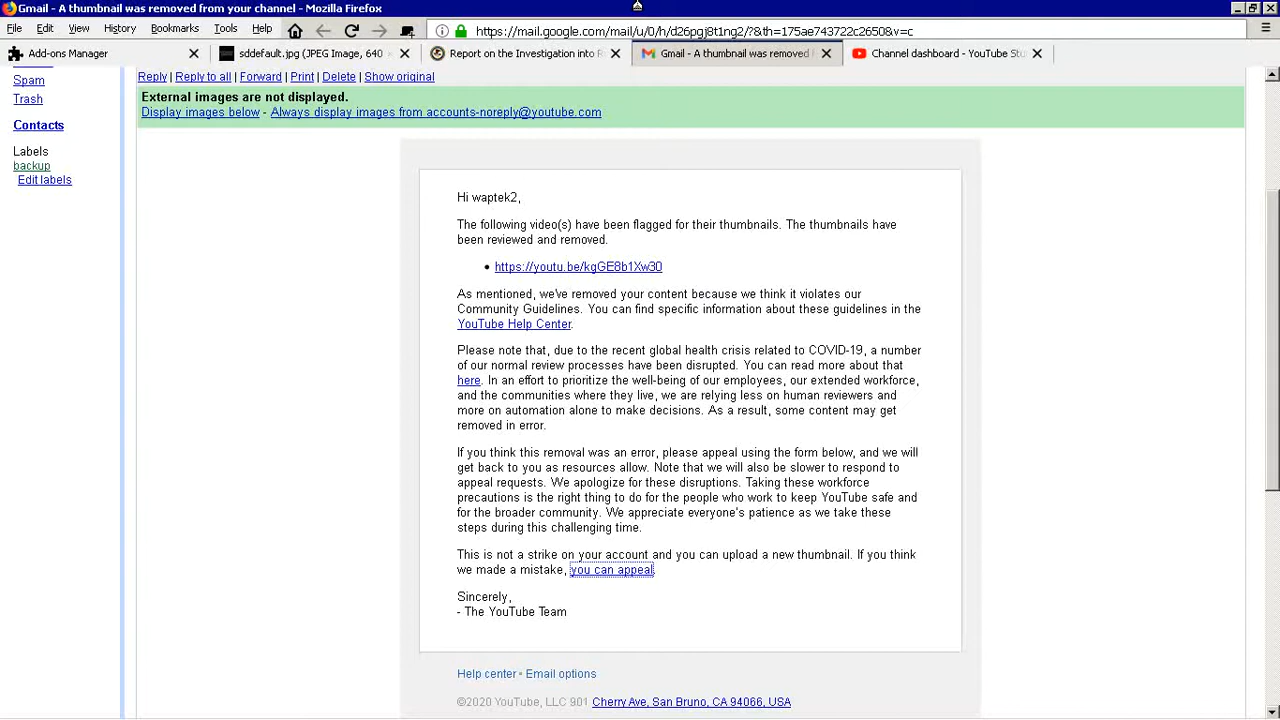 Gmail - A thumbnail was removed from your channel - Mozilla Firefox
File Edit View History Bookmarks Tools Help
https://mail.google.com/mail/u/0/h/d26pgj8t1ng2/?&th=175ae743722c2650&v=c
Add-ons Manager
sddefault.jpg (JPEG Image, 640
Report on the Investigation into R
Gmail - A thumbnail was removed f
Channel dashboard - YouTube Stu
Spam
Trash
Contacts
Labels
backup
Edit labels
Reply | Reply to all | Forward | Print | Delete | Show original
External images are not displayed.
Display images below - Always display images from accounts-noreply@youtube.com
Hi waptek2,
The following video(s) have been flagged for their thumbnails. The thumbnails have
been reviewed and removed.
• https://youtu.be/kgGE8b1Xw30
As mentioned, we've removed your content because we think it violates our
Community Guidelines. You can find specific information about these guidelines in the
YouTube Help Center.
Please note that, due to the recent global health crisis related to COVID-19, a number
of our normal review processes have been disrupted. You can read more about that
here. In an effort to prioritize the well-being of our employees, our extended workforce,
and the communities where they live, we are relying less on human reviewers and
more on automation alone to make decisions. As a result, some content may get
removed in error.
If you think this removal was an error, please appeal using the form below, and we will
get back to you as resources allow. Note that we will also be slower to respond to
appeal requests. We apologize for these disruptions. Taking these workforce
precautions is the right thing to do for the people who work to keep YouTube safe and
for the broader community. We appreciate everyone's patience as we take these
steps during this challenging time.
This is not a strike on your account and you can upload a new thumbnail. If you think
we made a mistake, you can appeal.
Sincerely,
- The YouTube Team
Help center • Email options
©2020 YouTube, LLC 901 Cherry Ave, San Bruno, CA 94066, USA